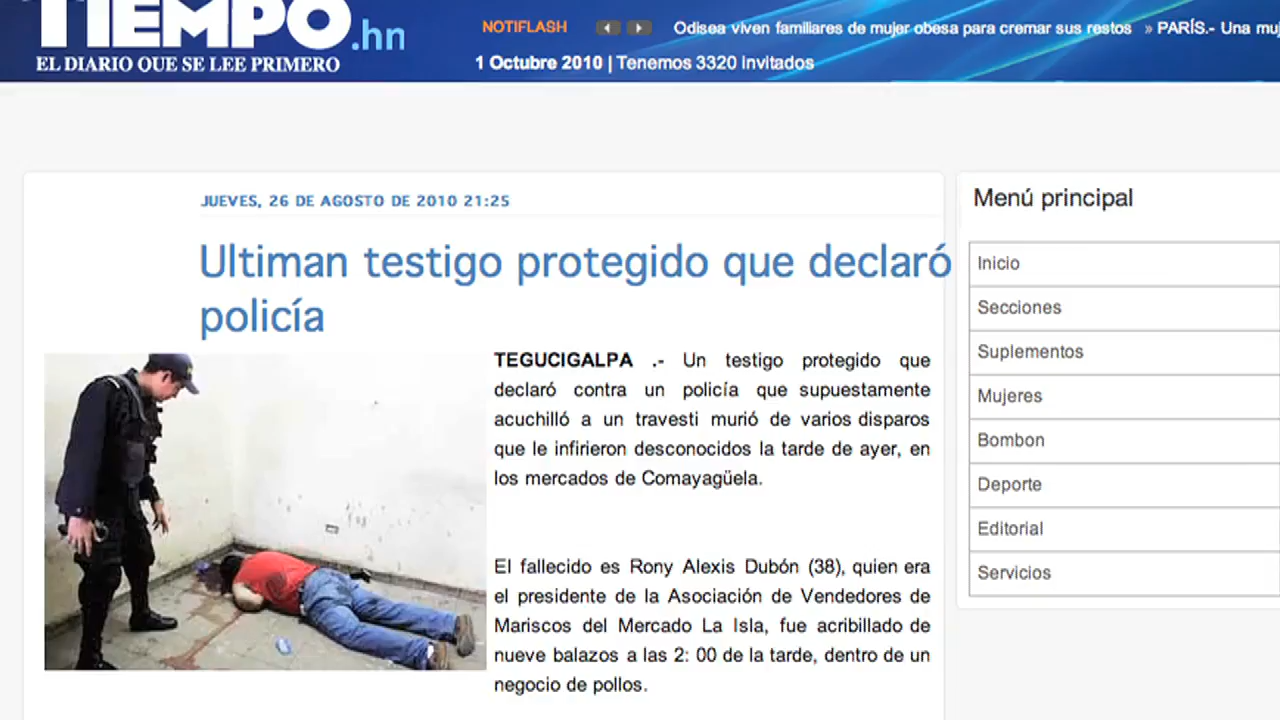 TIEMPO.hn
EL DIARIO QUE SE LEE PRIMERO
NOTIFLASH
Odisea viven familiares de mujer obesa para cremar sus restos » PARÍS.- Una
1 Octubre 2010 | Tenemos 3320 invitados
JUEVES, 26 DE AGOSTO DE 2010 21:25
Ultiman testigo protegido que declaró
policía
TEGUCIGALPA .- Un testigo protegido que
declaró contra un policía que supuestamente
acuchilló a un travesti murió de varios disparos
que le infirieron desconocidos la tarde de ayer, en
los mercados de Comayagüela.
El fallecido es Rony Alexis Dubón (38), quien era
el presidente de la Asociación de Vendedores de
Mariscos del Mercado La Isla, fue acribillado de
nueve balazos a las 2: 00 de la tarde, dentro de un
negocio de pollos.
Menú principal
Inicio
Secciones
Suplementos
Mujeres
Bombon
Deporte
Editorial
Servicios